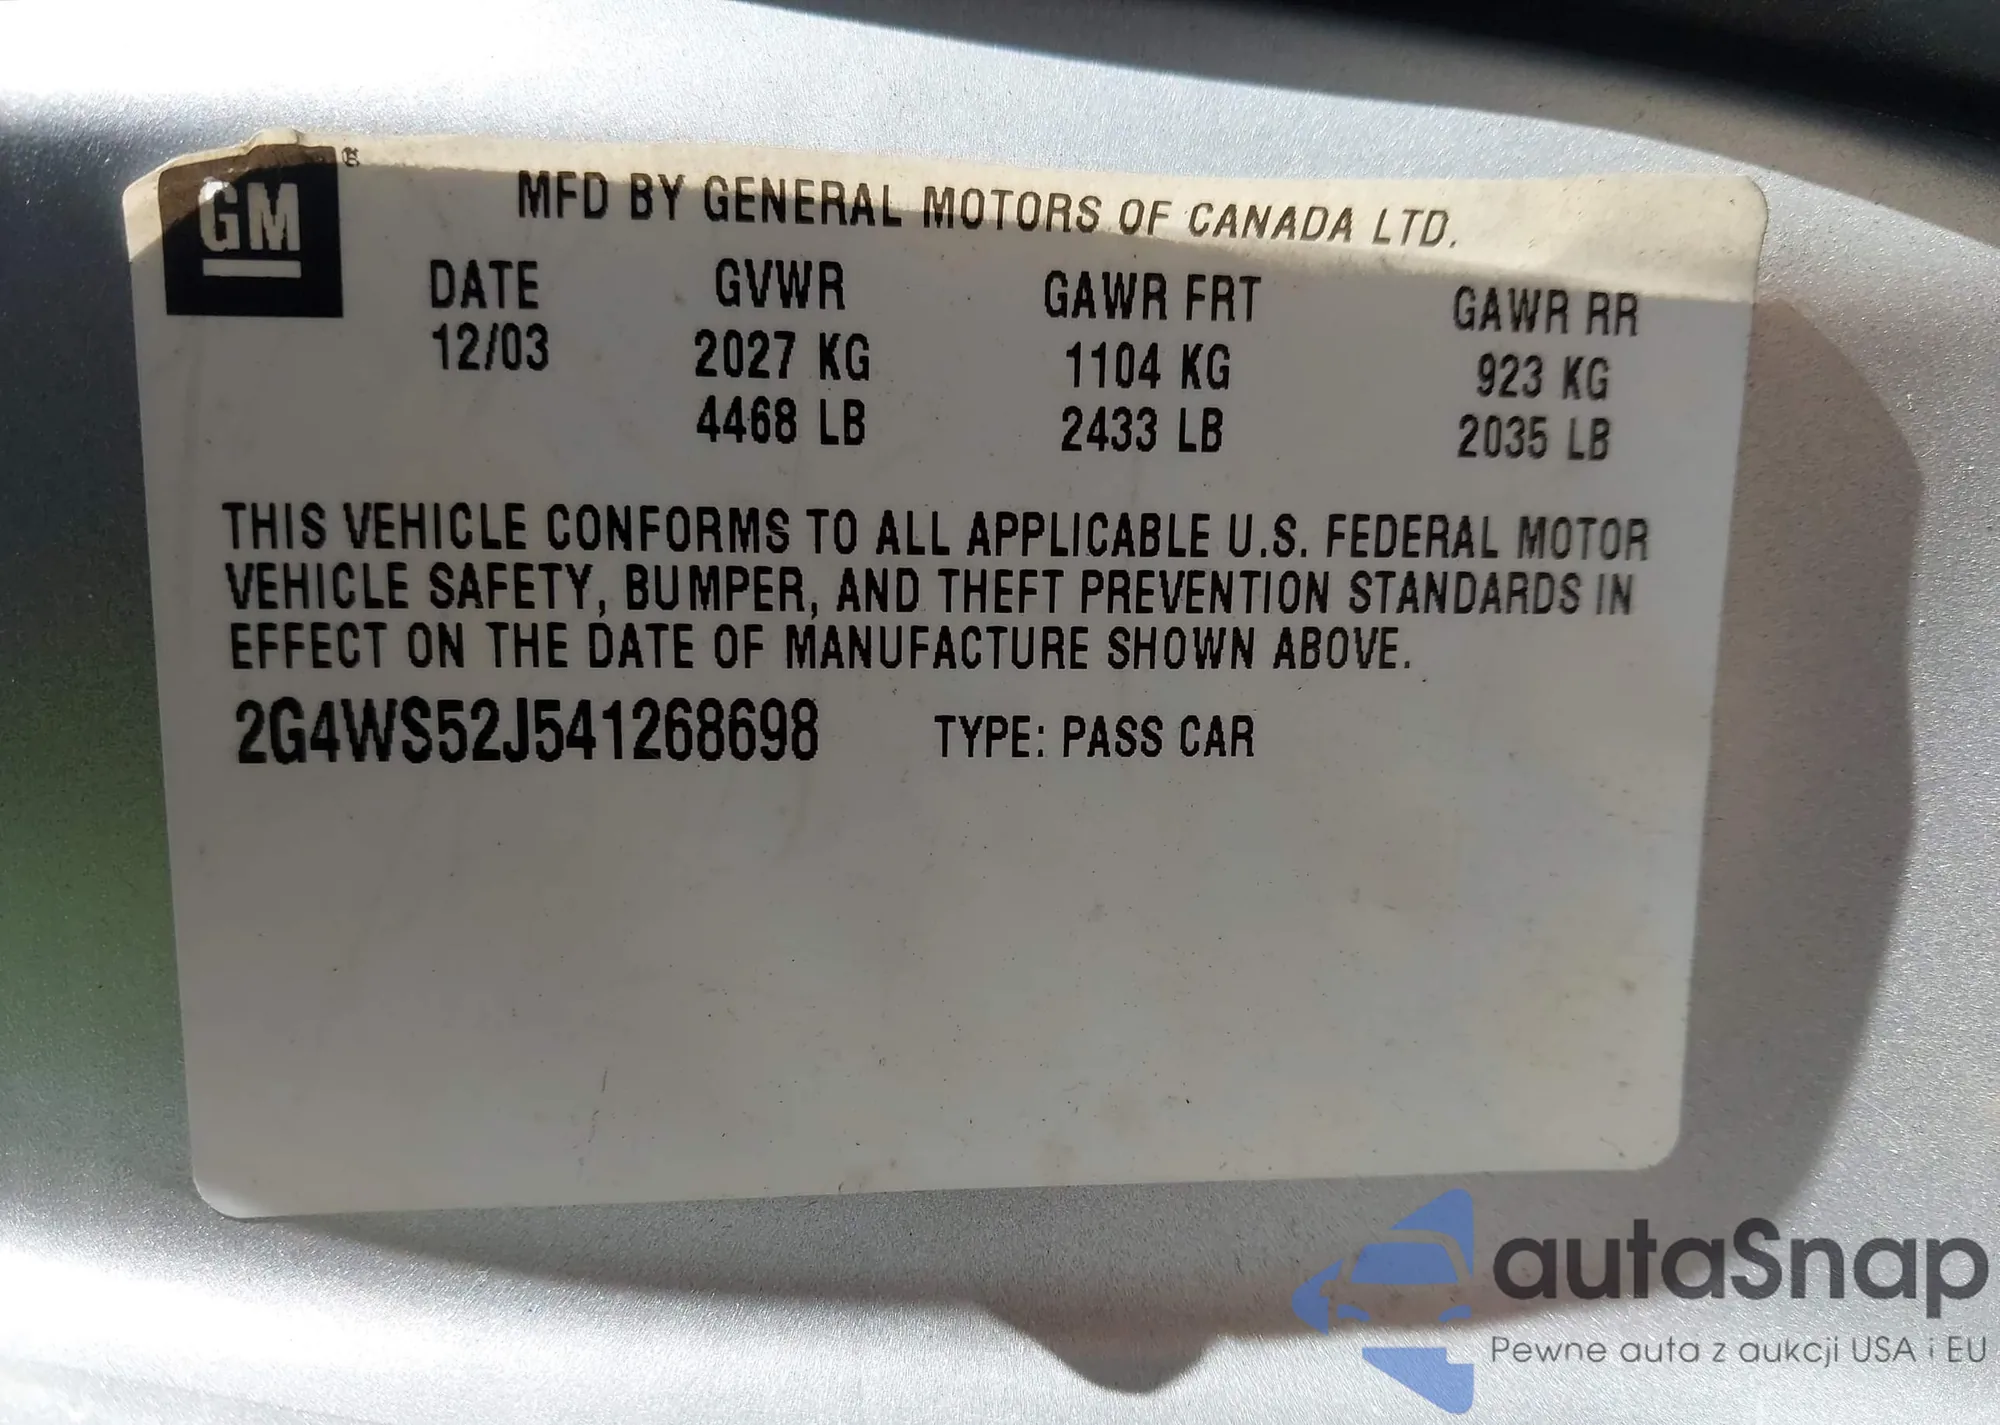 GM ®
MFD BY GENERAL MOTORS OF CANADA LTD.
DATE GVWR GAWR FRT GAWR RR
12/03 2027 KG 1104 KG 923 KG
4468 LB 2433 LB 2035 LB
THIS VEHICLE CONFORMS TO ALL APPLICABLE U.S. FEDERAL MOTOR
VEHICLE SAFETY, BUMPER, AND THEFT PREVENTION STANDARDS IN
EFFECT ON THE DATE OF MANUFACTURE SHOWN ABOVE.
2G4WS52J541268698 TYPE: PASS CAR
autaSnap
Pewne auta z aukcji USA i EU